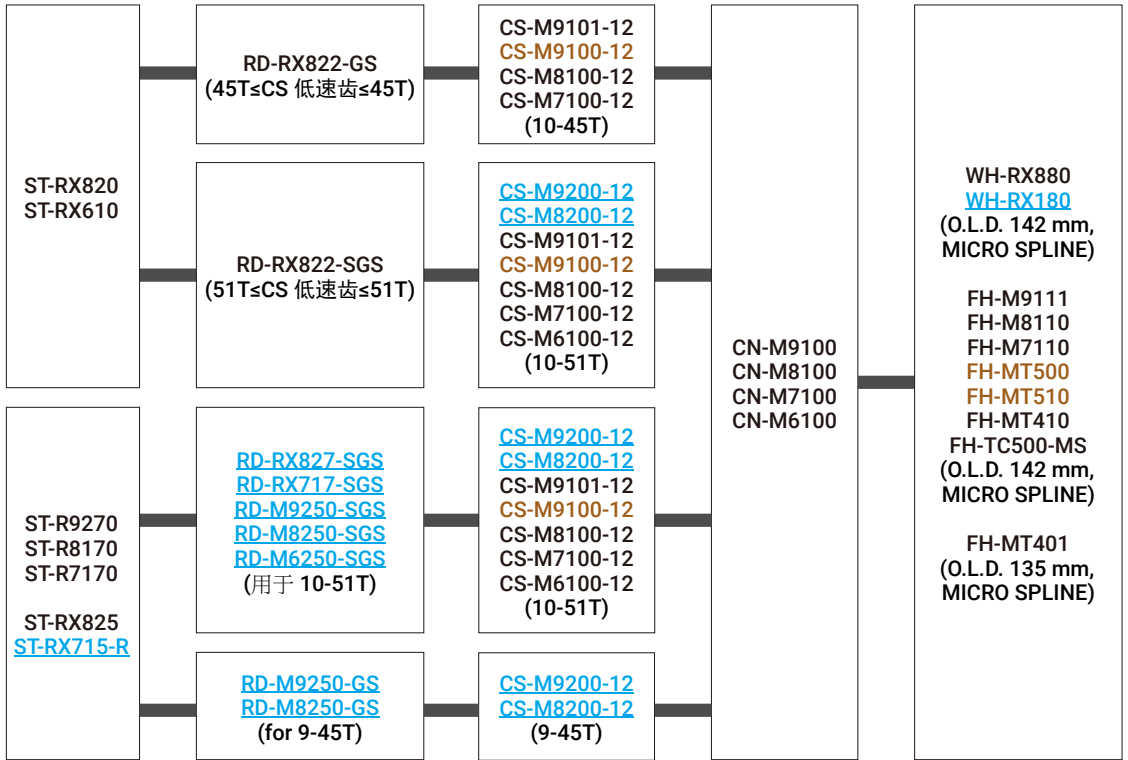 ST-RX820
ST-RX610
RD-RX822-GS
(45T≤CS 低速齿≤45T)
CS-M9101-12
CS-M9100-12
CS-M8100-12
CS-M7100-12
(10-45T)
RD-RX822-SGS
(51T≤CS 低速齿≤51T)
CS-M9200-12
CS-M8200-12
CS-M9101-12
CS-M9100-12
CS-M8100-12
CS-M7100-12
CS-M6100-12
(10-51T)
ST-R9270
ST-R8170
ST-R7170
ST-RX825
ST-RX715-R
RD-RX827-SGS
RD-RX717-SGS
RD-M9250-SGS
RD-M8250-SGS
RD-M6250-SGS
(用于 10-51T)
CS-M9200-12
CS-M8200-12
CS-M9101-12
CS-M9100-12
CS-M8100-12
CS-M7100-12
CS-M6100-12
(10-51T)
RD-M9250-GS
RD-M8250-GS
(for 9-45T)
CS-M9200-12
CS-M8200-12
(9-45T)
CN-M9100
CN-M8100
CN-M7100
CN-M6100
WH-RX880
WH-RX180
(O.L.D. 142 mm,
MICRO SPLINE)
FH-M9111
FH-M8110
FH-M7110
FH-MT500
FH-MT510
FH-MT410
FH-TC500-MS
(O.L.D. 142 mm,
MICRO SPLINE)
FH-MT401
(O.L.D. 135 mm,
MICRO SPLINE)